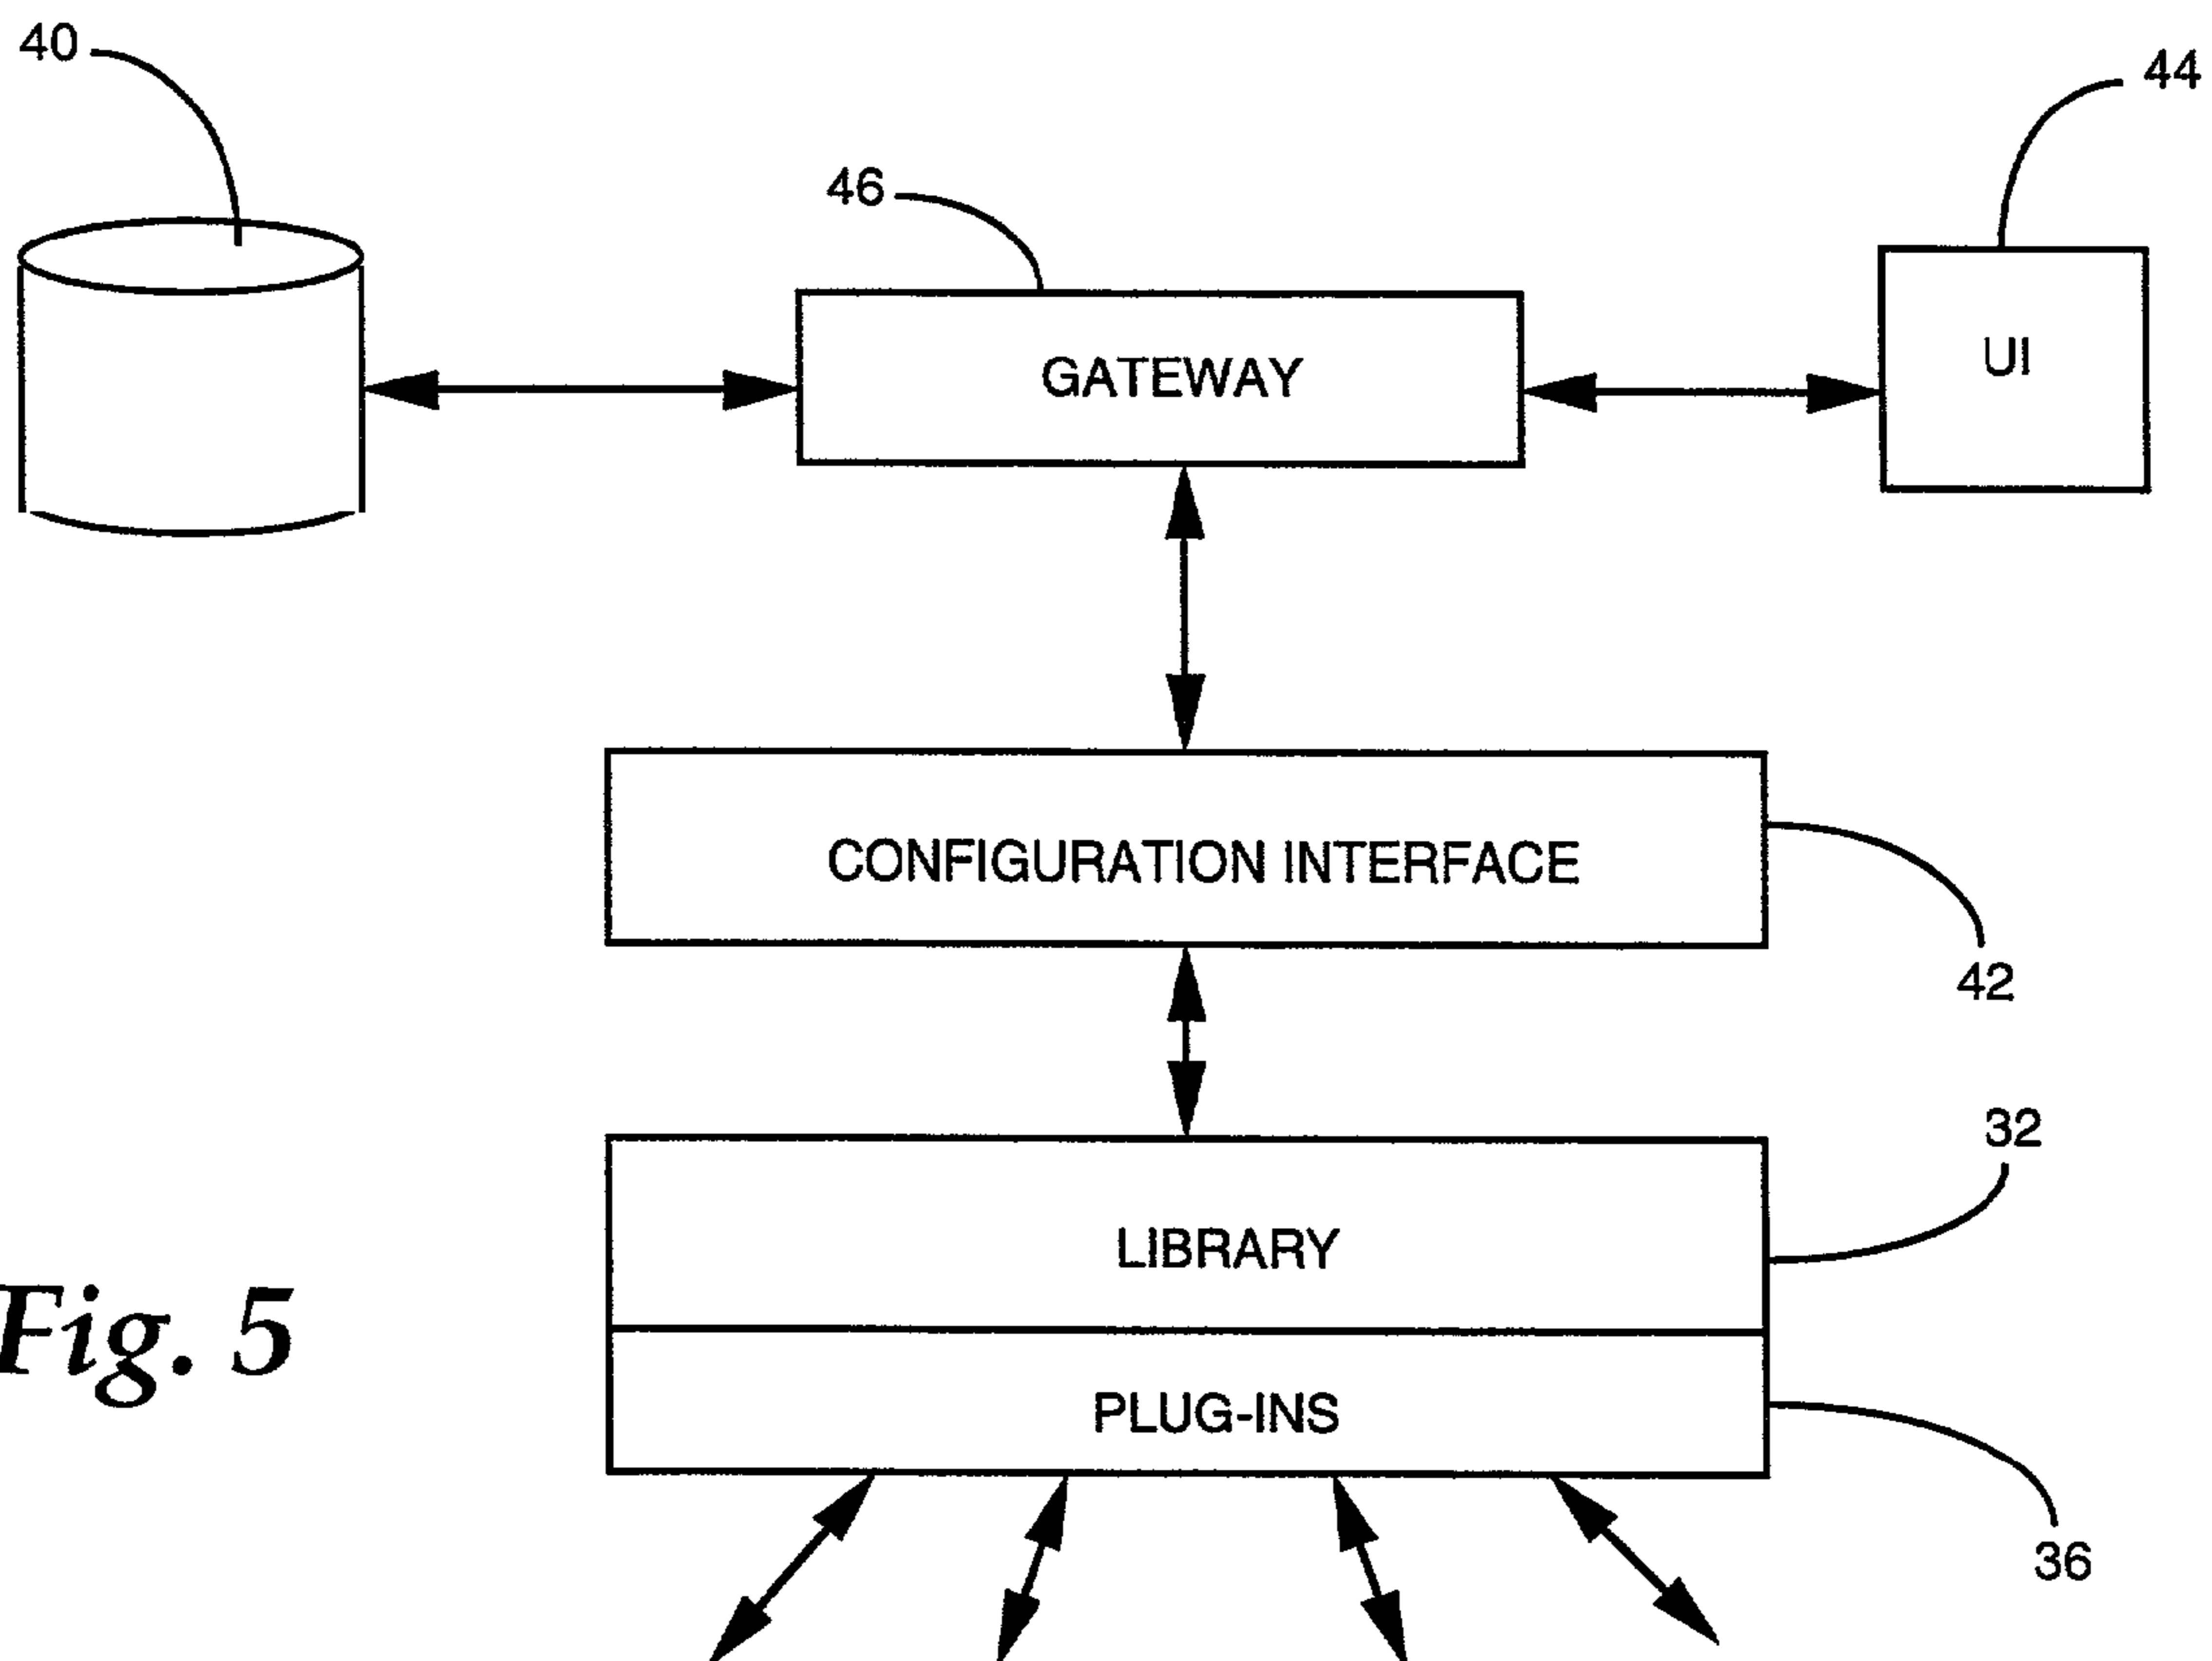 40
44
46
GATEWAY
UI
CONFIGURATION INTERFACE
42
32
LIBRARY
Fig. 5
PLUG-INS
36